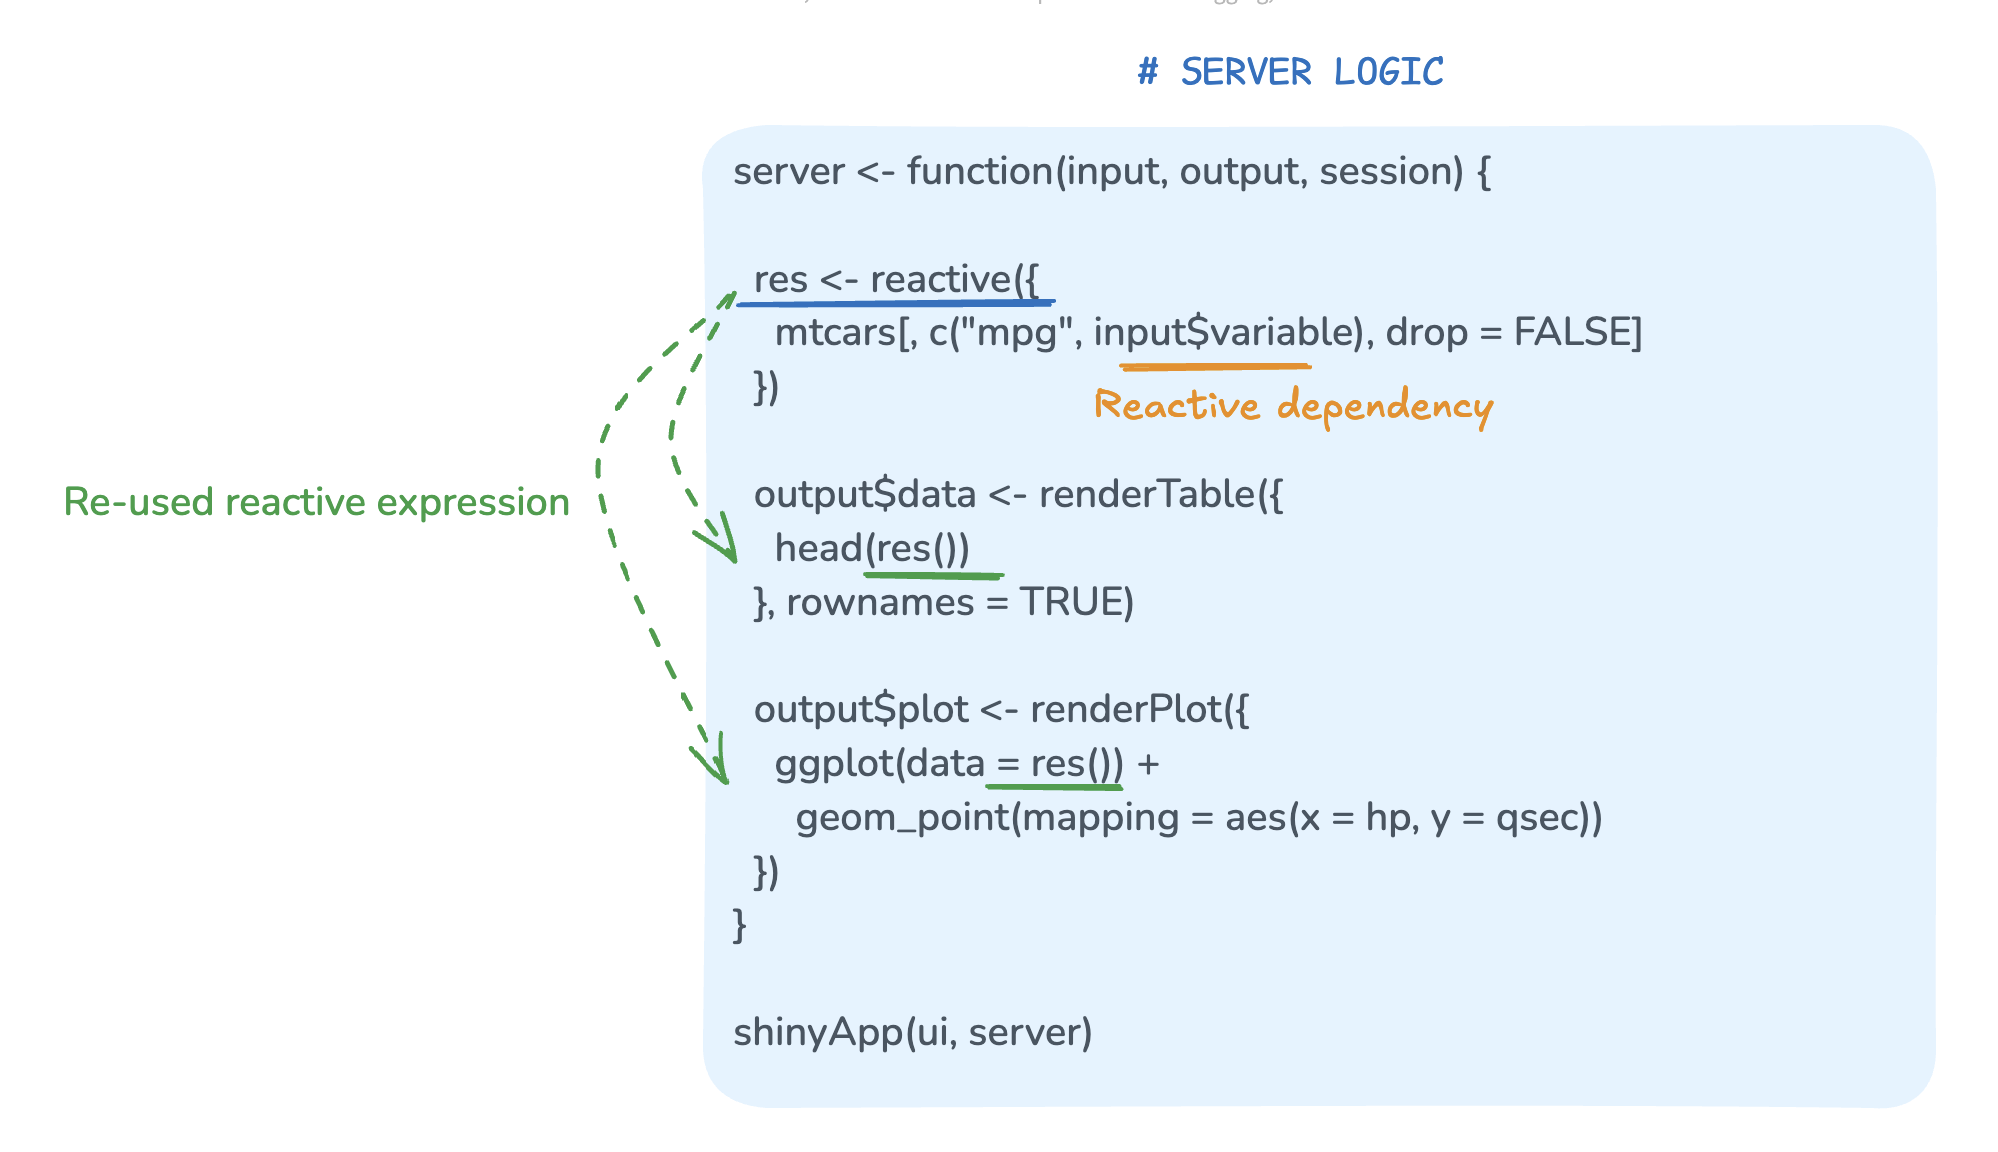 # SERVER LOGIC
server <- function(input, output, session) {
res <- reactive({
mtcars[, c("mpg", input$variable), drop = FALSE]
})
Reactive dependency
Re-used reactive expression
output$data <- renderTable({
head(res())
}, rownames = TRUE)
output$plot <- renderPlot({
ggplot(data = res()) +
geom_point(mapping = aes(x = hp, y = qsec))
})
}
shinyApp(ui, server)